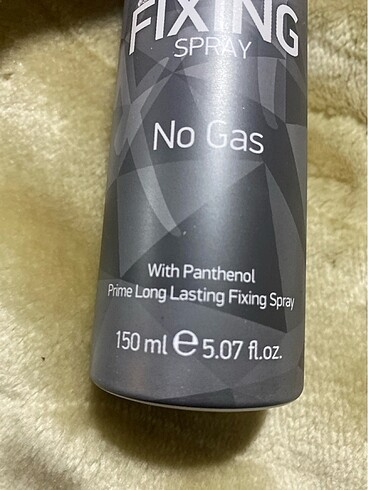 FIXING
SPRAY
No Gas
With Panthenol
Prime Long Lasting Fixing Spray
150 ml e 5.07 fl.oz.